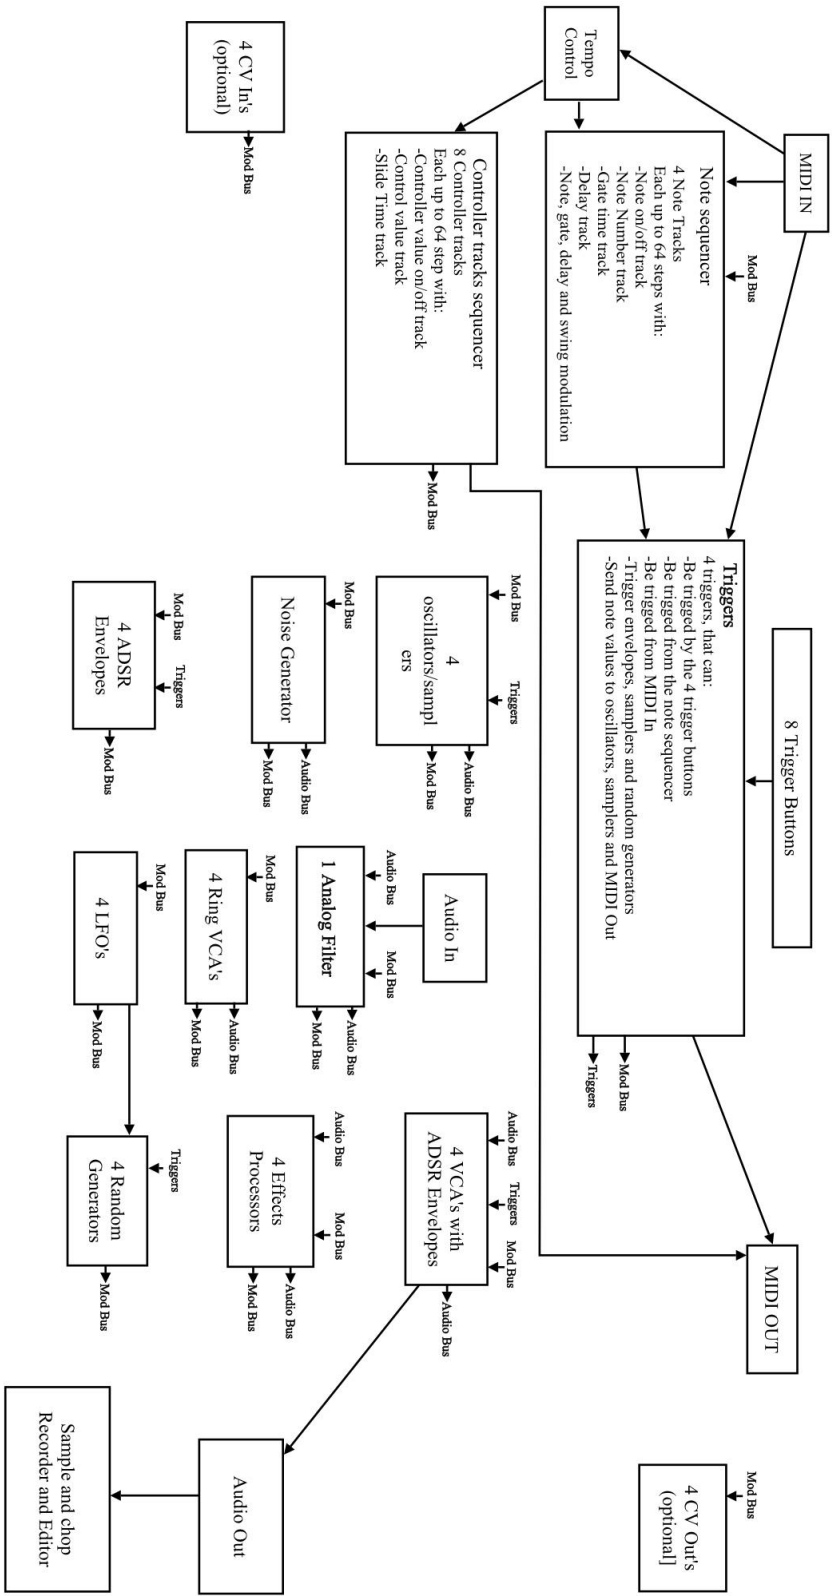 MIDI IN
Tempo
Control
Mod Bus
Note sequencer
4 Note Tracks
Each up to 64 steps with:
-Note on/off track
-Note Number track
-Gate time track
-Delay track
-Note, gate, delay and swing modulation
Controller tracks sequencer
8 Controller tracks
Each up to 64 step with:
-Controller value on/off track
-Control value track
-Slide Time track
Mod Bus
4 CV In's
(optional)
Mod Bus
8 Trigger Buttons
Triggers
4 triggers, that can:
-Be trigged by the 4 trigger buttons
-Be trigged from the note sequencer
-Be trigged from MIDI In
-Trigger envelopes, samplers and random generators
-Send note values to oscillators, samplers and MIDI Out
Mod Bus
Triggers
Mod Bus
Triggers
4
oscillators/sampl
ers
Audio Bus
Mod Bus
Mod Bus
Noise Generator
Audio Bus
Mod Bus
Mod Bus
Triggers
4 ADSR
Envelopes
Mod Bus
Audio In
Audio Bus
Mod Bus
1 Analog Filter
Audio Bus
Mod Bus
Mod Bus
4 Ring VCA's
Audio Bus
Mod Bus
Mod Bus
4 LFO's
Mod Bus
Audio Bus
Triggers
Mod Bus
4 VCA's with
ADSR Envelopes
Audio Bus
Audio Bus
Mod Bus
4 Effects
Processors
Audio Bus
Mod Bus
Triggers
4 Random
Generators
Mod Bus
MIDI OUT
Mod Bus
4 CV Out's
(optional]
Audio Out
Sample and chop
Recorder and Editor